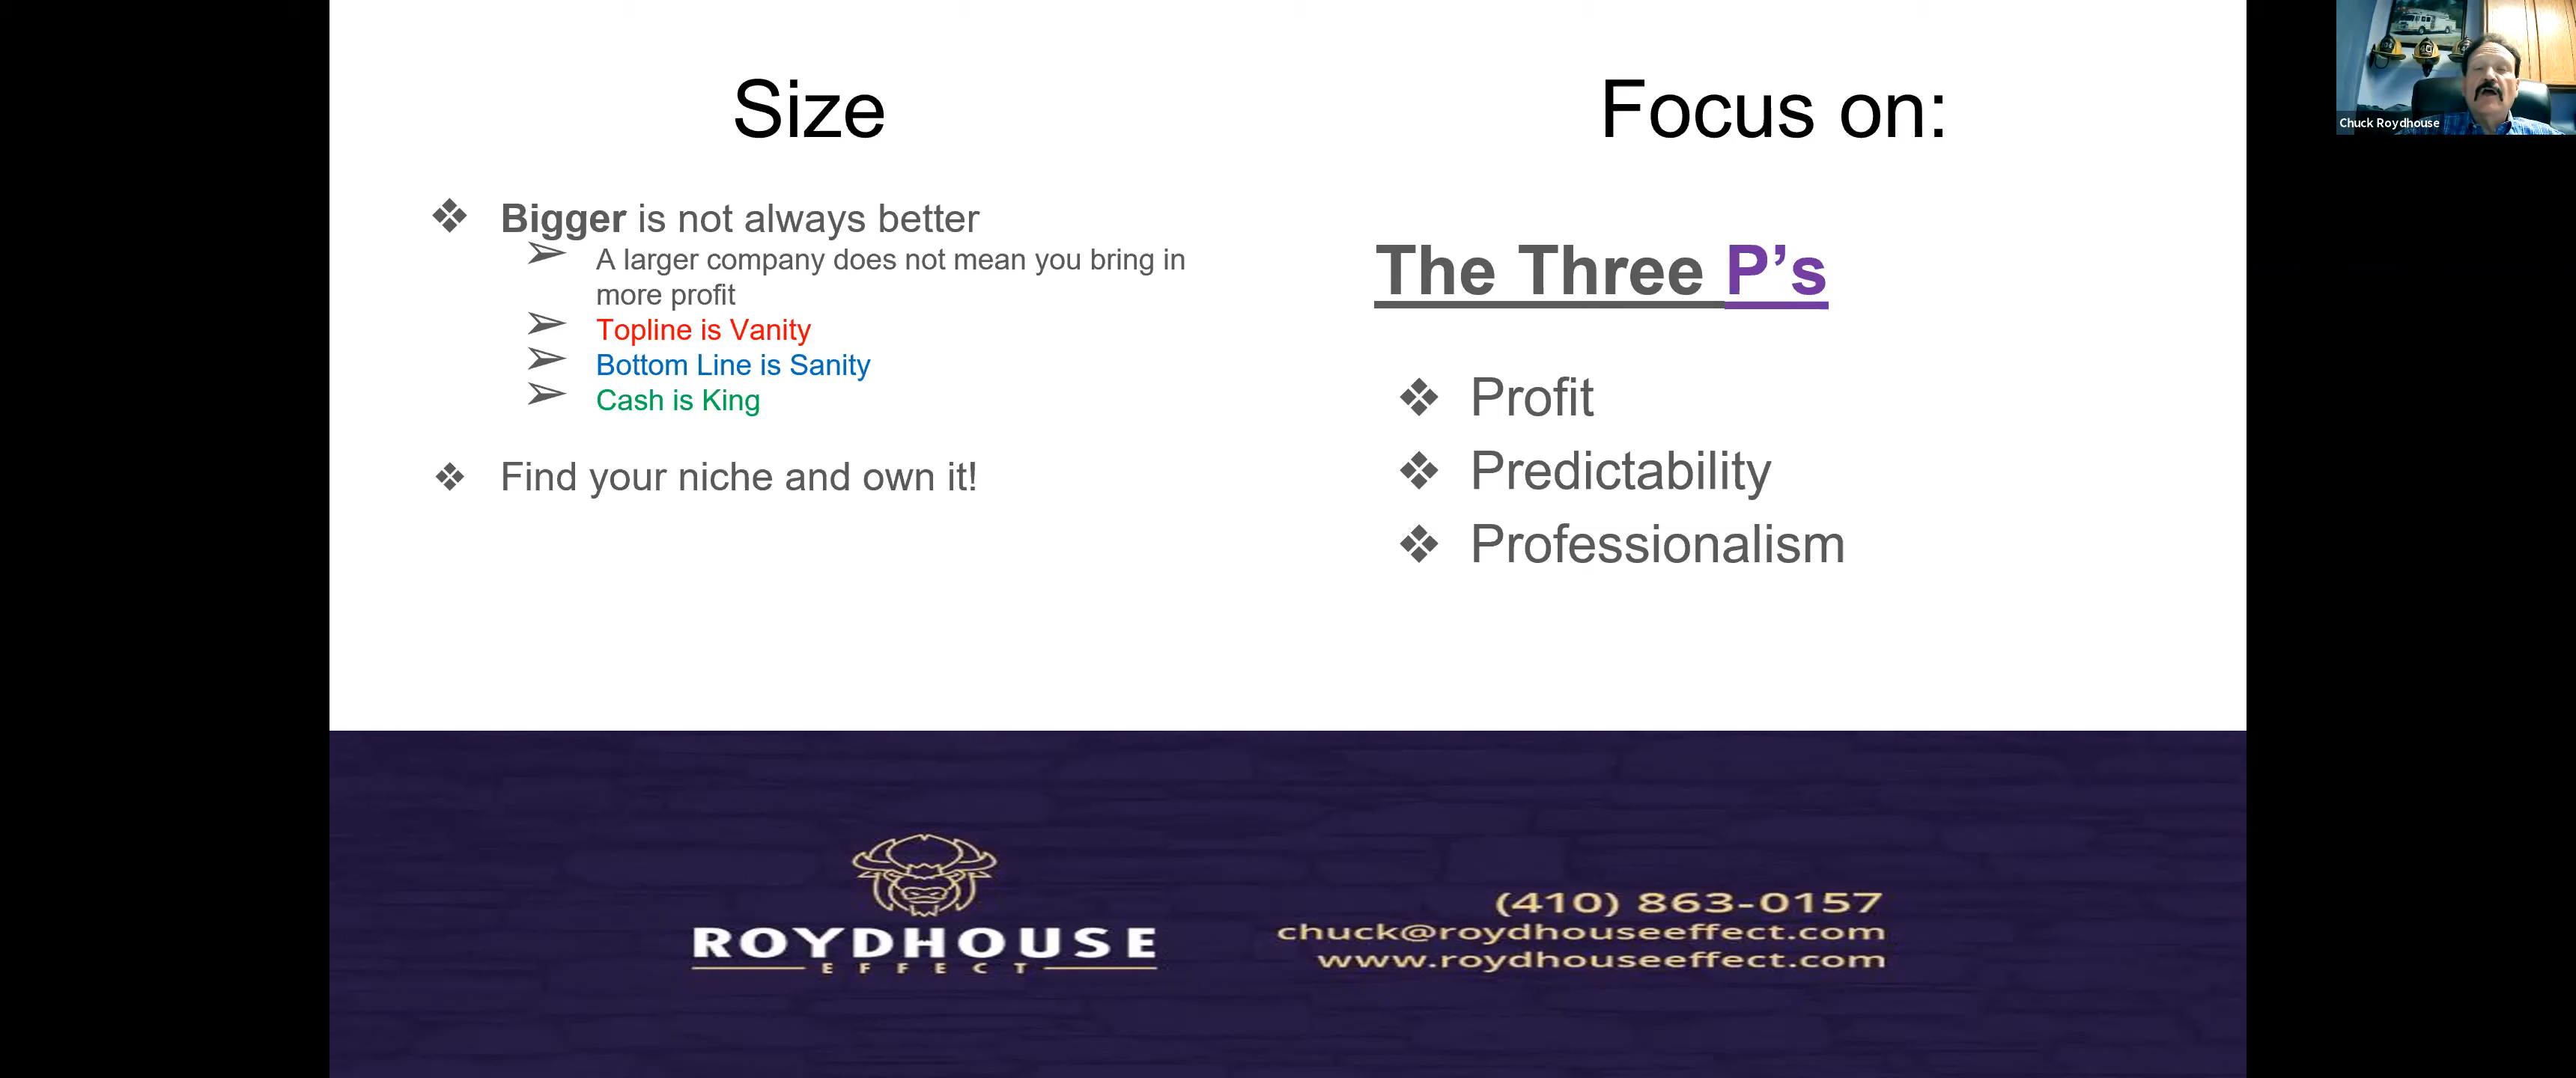 Size
Bigger is not always better
A larger company does not mean you bring in
more profit
Topline is Vanity
Bottom Line is Sanity
Cash is King
Find your niche and own it!
Focus on:
The Three P’s
Profit
Predictability
Professionalism
ROYDHOUSE
EFFECT
(410) 863-0157
chuck@roydhouseeffect.com
www.roydhouseeffect.com
Chuck Roydhouse